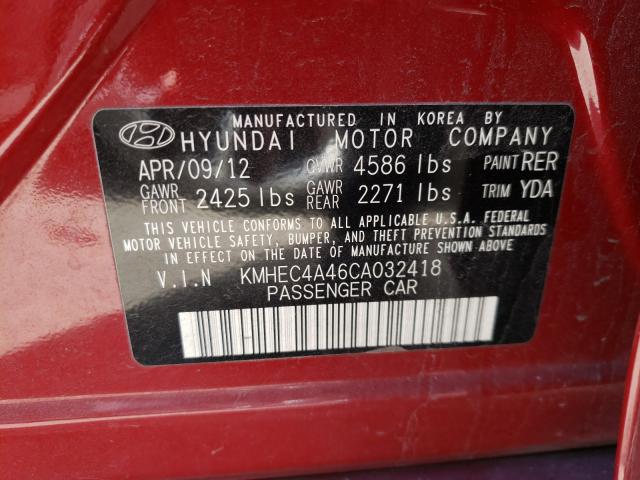 MANUFACTURED IN KOREA BY
HYUNDAI MOTOR COMPANY
APR/09/12 GVWR 4586 lbs PAINT RER
GAWR FRONT 2425 lbs GAWR REAR 2271 lbs TRIM YDA
THIS VEHICLE CONFORMS TO ALL APPLICABLE U.S.A. FEDERAL
MOTOR VEHICLE SAFETY, BUMPER, AND THEFT PREVENTION STANDARDS
IN EFFECT ON THE DATE OF MANUFACTURE SHOWN ABOVE.
V.I.N KMHEC4A46CA032418
PASSENGER CAR